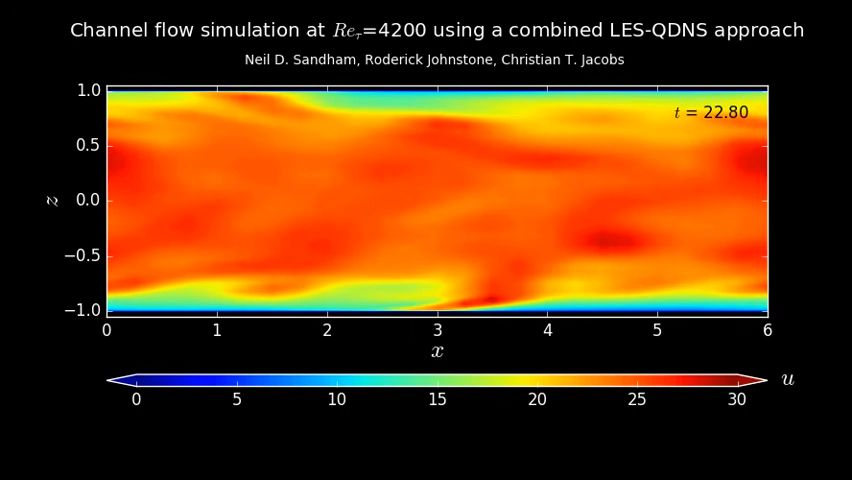 Channel flow simulation at Reτ=4200 using a combined LES-QDNS approach
Neil D. Sandham, Roderick Johnstone, Christian T. Jacobs
1.0
t = 22.80
0.5
z
0.0
−0.5
−1.0
0 1 2 3 4 5 6
x
u
0 5 10 15 20 25 30